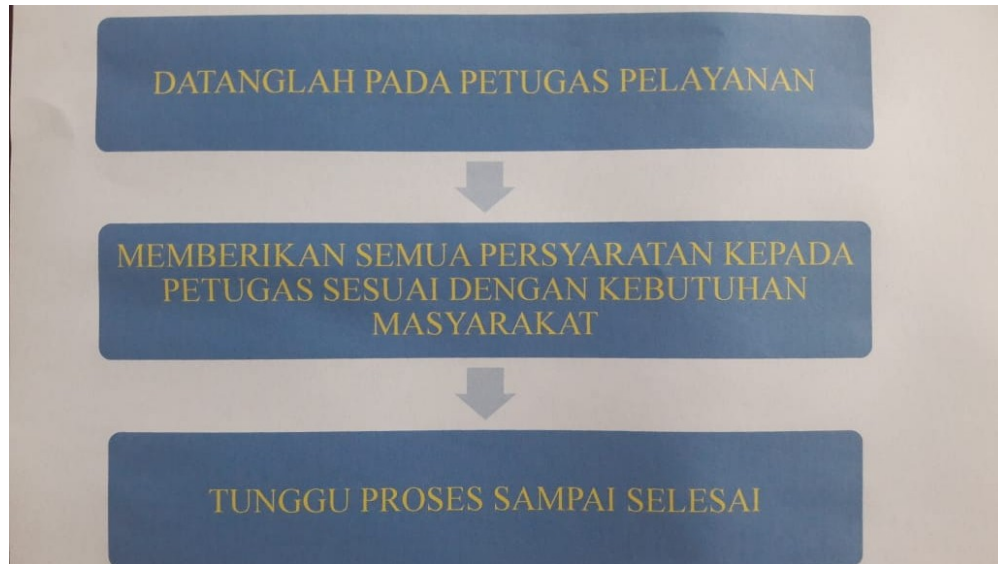 DATANGLAH PADA PETUGAS PELAYANAN
MEMBERIKAN SEMUA PERSYARATAN KEPADA
PETUGAS SESUAI DENGAN KEBUTUHAN
MASYARAKAT
TUNGGU PROSES SAMPAI SELESAI